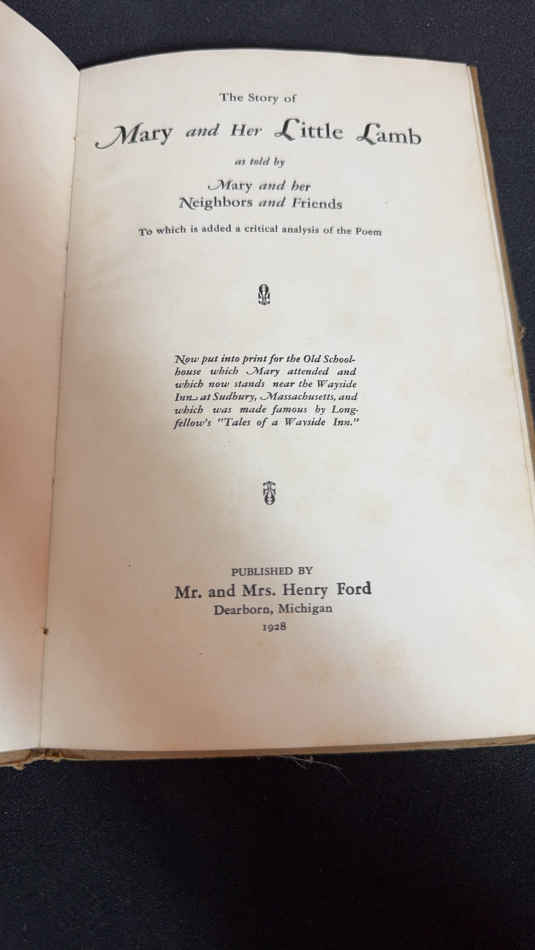 The Story of
Mary and Her Little Lamb
as told by
Mary and her
Neighbors and Friends
To which is added a critical analysis of the Poem
Now put into print for the Old School-
house which Mary attended and
which now stands near the Wayside
Inn at Sudbury, Massachusetts, and
which was made famous by Long-
fellow's "Tales of a Wayside Inn."
PUBLISHED BY
Mr. and Mrs. Henry Ford
Dearborn, Michigan
1928